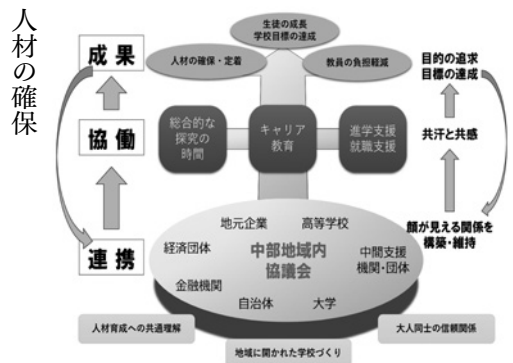 人材の確保
成果
協働
連携
生徒の成長
学校目標の達成
人材の確保・定着
教員の負担軽減
総合的な
探究の
時間
キャリア
教育
進学支援
就職支援
目的の追求
目標の達成
共汗と共感
顔が見える関係を
構築・維持
地元企業
高等学校
経済団体
中部地域内
協議会
中間支援
機関・団体
金融機関
自治体
大学
人材育成への共通理解
地域に開かれた学校づくり
大人同士の信頼関係